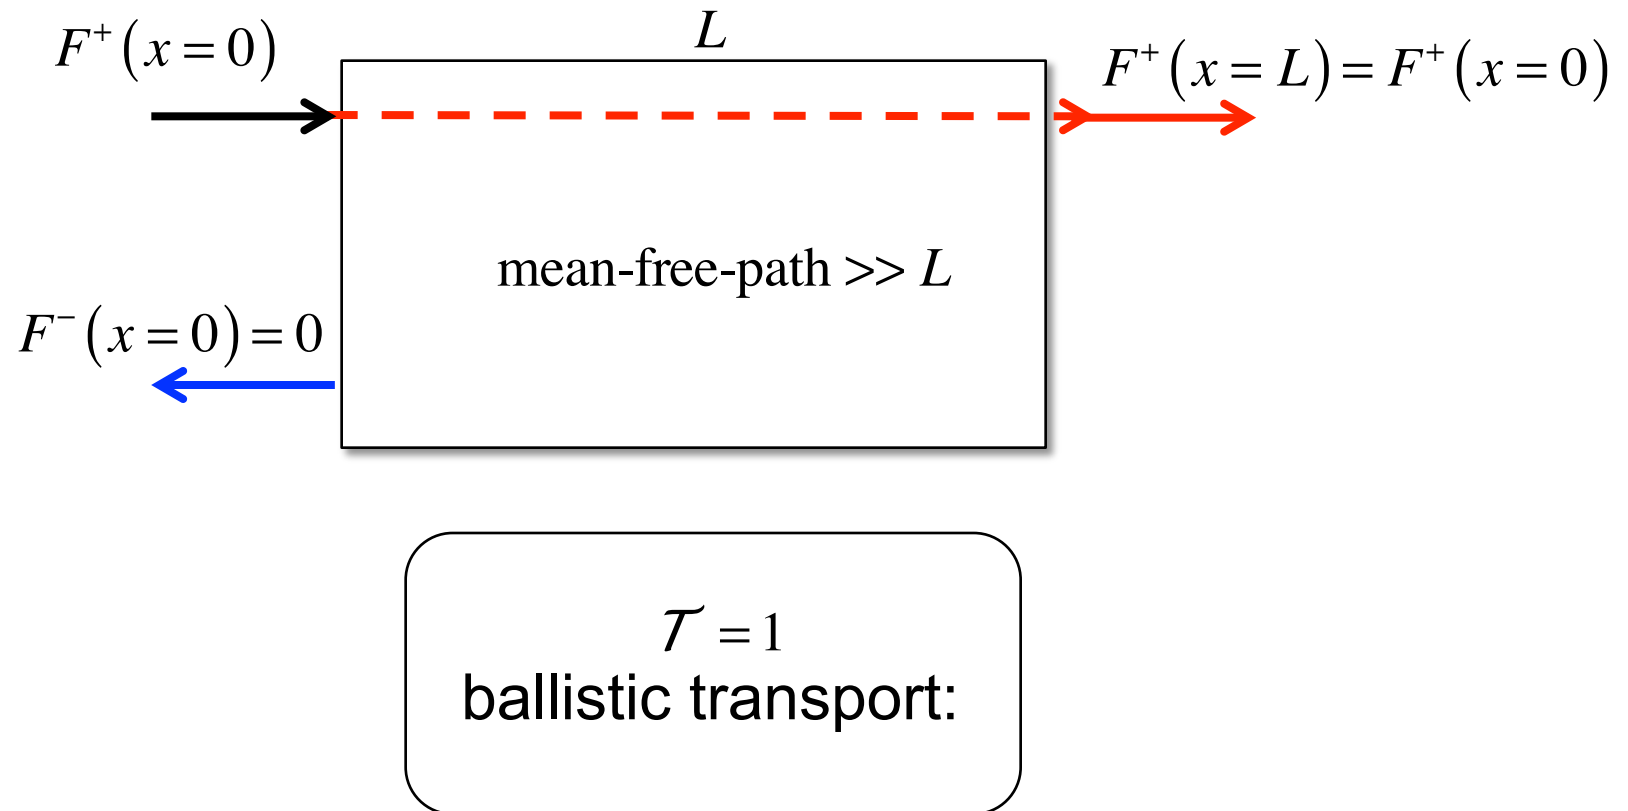 L
F⁺(x = 0)
F⁺(x = L) = F⁺(x = 0)
mean-free-path >> L
F⁻(x = 0) = 0
𝒯 = 1
ballistic transport: